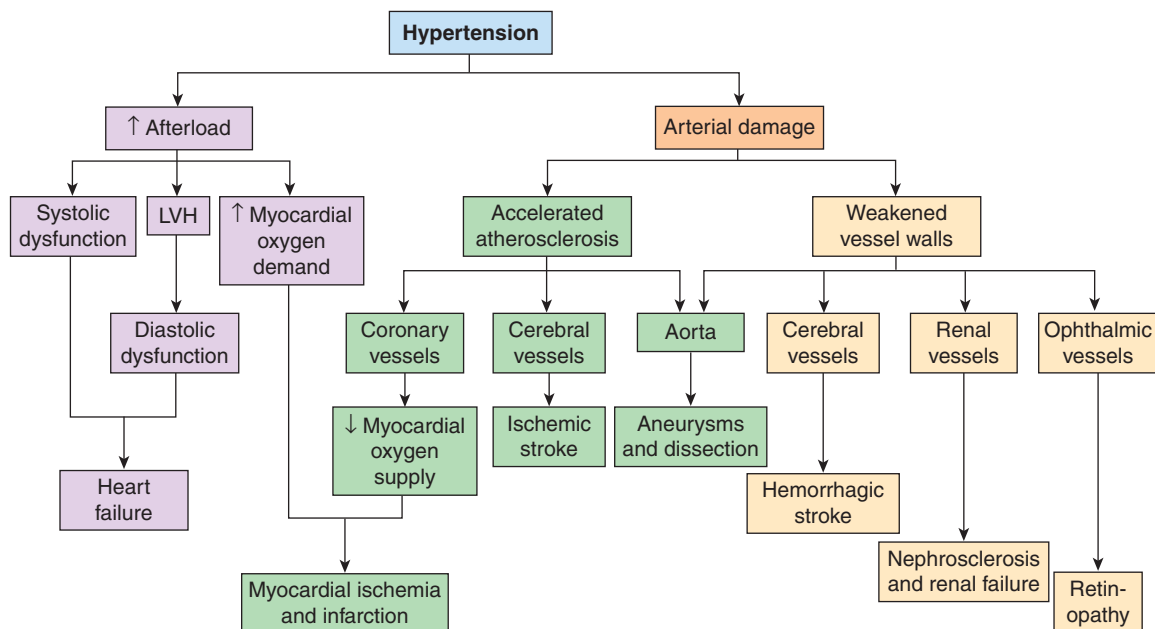 Hypertension
↑ Afterload
Arterial damage
Systolic
dysfunction
LVH
↑ Myocardial
oxygen
demand
Accelerated
atherosclerosis
Weakened
vessel walls
Diastolic
dysfunction
Coronary
vessels
Cerebral
vessels
Aorta
Cerebral
vessels
Renal
vessels
Ophthalmic
vessels
↓ Myocardial
oxygen
supply
Ischemic
stroke
Aneurysms
and dissection
Heart
failure
Hemorrhagic
stroke
Nephrosclerosis
and renal failure
Myocardial ischemia
and infarction
Retin-
opathy